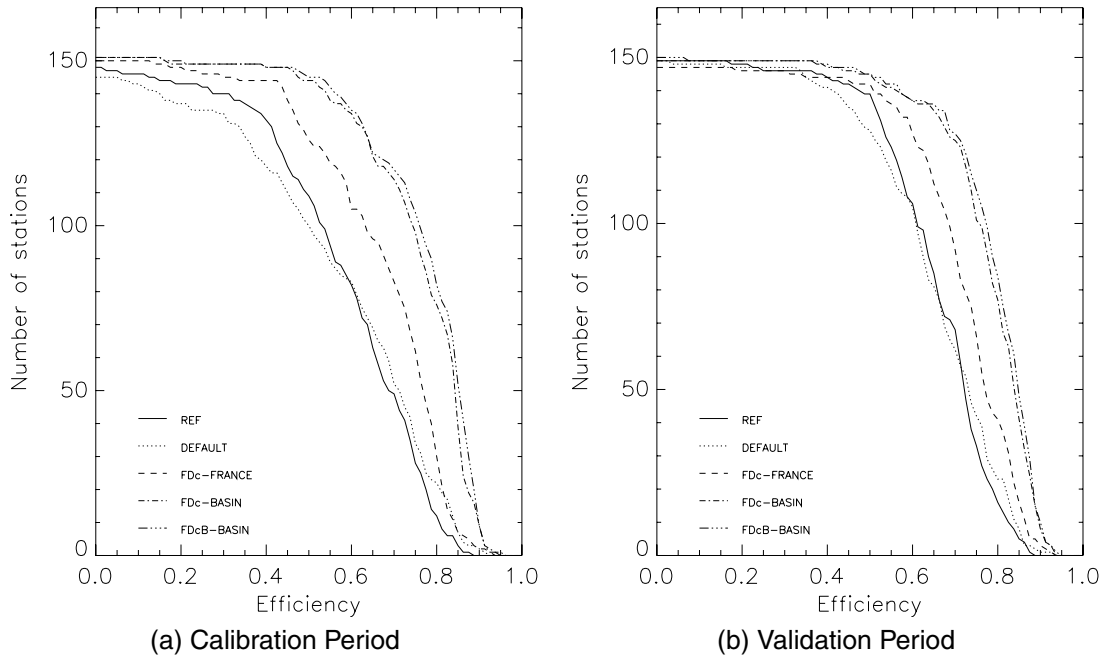 150
100
50
0
Number of stations
REF
DEFAULT
FDc-FRANCE
FDc-BASIN
FDcB-BASIN
0.0 0.2 0.4 0.6 0.8 1.0
Efficiency
(a) Calibration Period
150
100
50
0
Number of stations
REF
DEFAULT
FDc-FRANCE
FDc-BASIN
FDcB-BASIN
0.0 0.2 0.4 0.6 0.8 1.0
Efficiency
(b) Validation Period